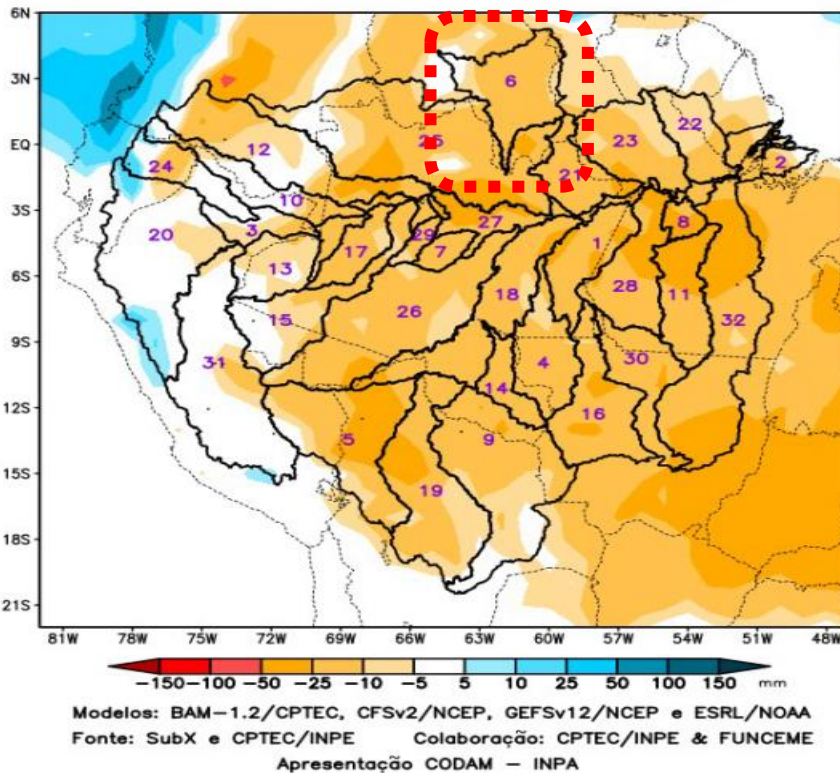 6N
3N
EQ
3S
6S
9S
12S
15S
18S
21S
6
25
12
24
10
3
20
13
15
31
17
29
7
27
26
18
21
23
22
2
1
8
28
11
32
30
4
14
16
9
5
19
81W 78W 75W 72W 69W 66W 63W 60W 57W 54W 51W 48W
−150 −100 −50 −25 −10 −5 5 10 25 50 100 150 mm
Modelos: BAM−1.2/CPTEC, CFSv2/NCEP, GEFSv12/NCEP e ESRL/NOAA
Fonte: SubX e CPTEC/INPE Colaboração: CPTEC/INPE & FUNCEME
Apresentação CODAM − INPA